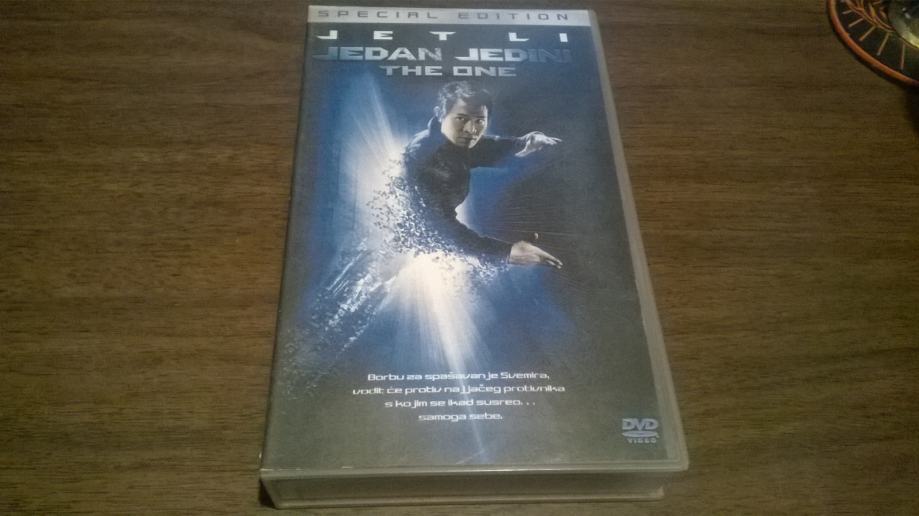 SPECIAL EDITION
JET LI
JEDAN JEDINI
THE ONE
Borbu za spašavanje Svemira,
vodit će protiv najjačeg protivnika
s kojim se ikad susreo...
samoga sebe.
DVD
VIDEO